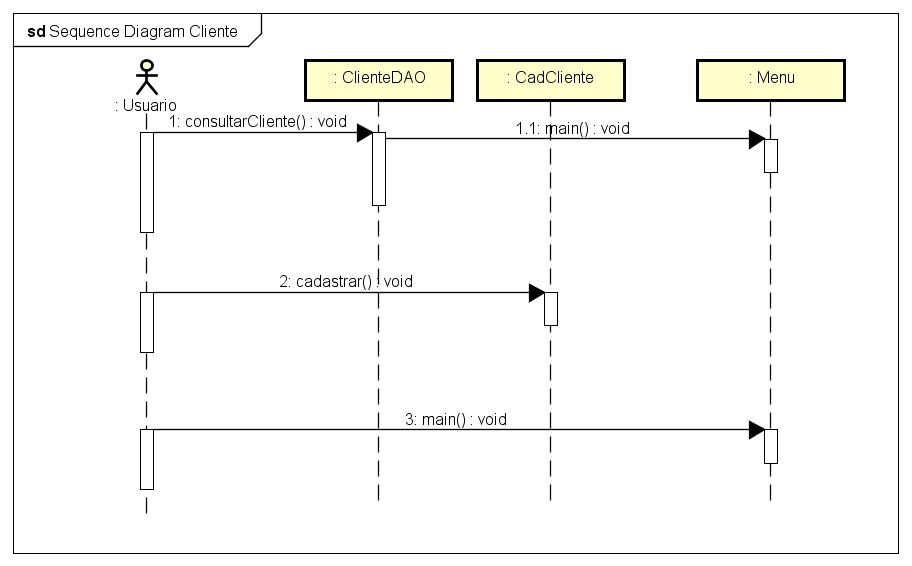 sd Sequence Diagram Cliente
: Usuario
: ClienteDAO
: CadCliente
: Menu
1: consultarCliente() : void
1.1: main() : void
2: cadastrar() : void
3: main() : void